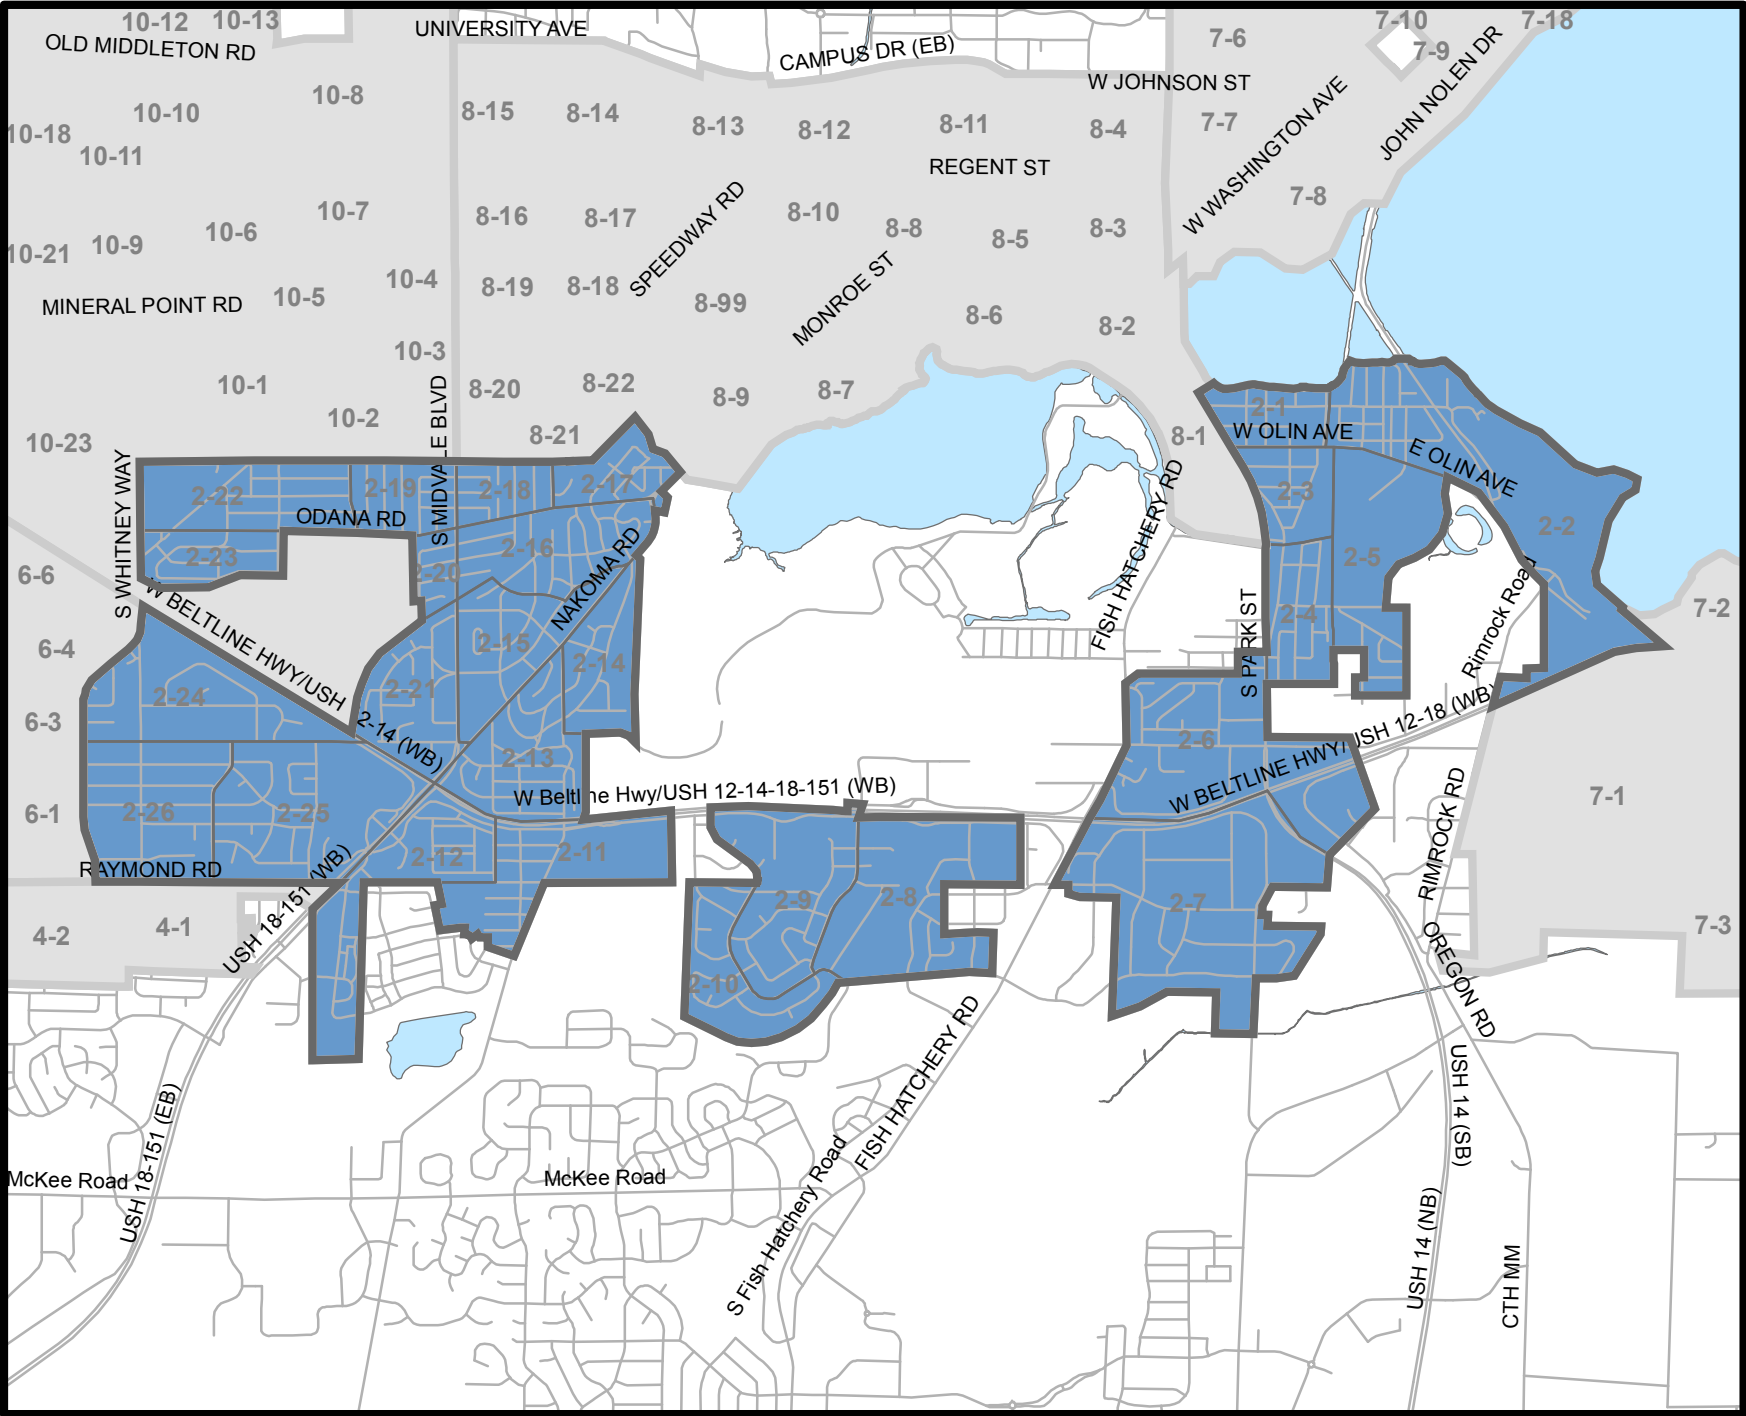 10-12
10-13
UNIVERSITY AVE
7-10
7-18
OLD MIDDLETON RD
CAMPUS DR (EB)
7-6
7-9
JOHN NOLEN DR
W JOHNSON ST
10-8
10-10
8-15
8-14
8-13
8-12
8-11
8-4
7-7
10-18
10-11
REGENT ST
W WASHINGTON AVE
7-8
SPEEDWAY RD
10-7
10-6
10-9
10-21
8-16
8-17
8-10
8-8
8-5
8-3
MONROE ST
10-4
10-5
MINERAL POINT RD
8-19
8-18
8-99
8-6
8-2
10-3
10-1
10-2
S MIDVALE BLVD
8-20
8-22
8-9
8-7
8-21
8-1
10-23
2-1
W OLIN AVE
E OLIN AVE
S WHITNEY WAY
2-22
2-19
2-18
2-17
ODANA RD
2-3
2-2
2-23
2-16
2-20
NAKOMA RD
FISH HATCHERY RD
2-5
6-6
W BELTLINE HWY/USH
2-14 (WB)
2-4
S PARK ST
Rimrock Road
7-2
6-4
2-15
2-14
2-24
2-21
6-3
2-6
W BELTLINE HWY/USH 12-18 (WB)
2-13
W Beltline Hwy/USH 12-14-18-151 (WB)
6-1
2-26
2-25
7-1
RIMROCK RD
2-12
2-11
RAYMOND RD
USH 18-151 (WB)
2-9
2-8
2-7
4-2
4-1
7-3
OREGON RD
2-10
FISH HATCHERY RD
USH 18-151 (EB)
USH 14 (SB)
McKee Road
McKee Road
S Fish Hatchery Road
USH 14 (NB)
CTH MM